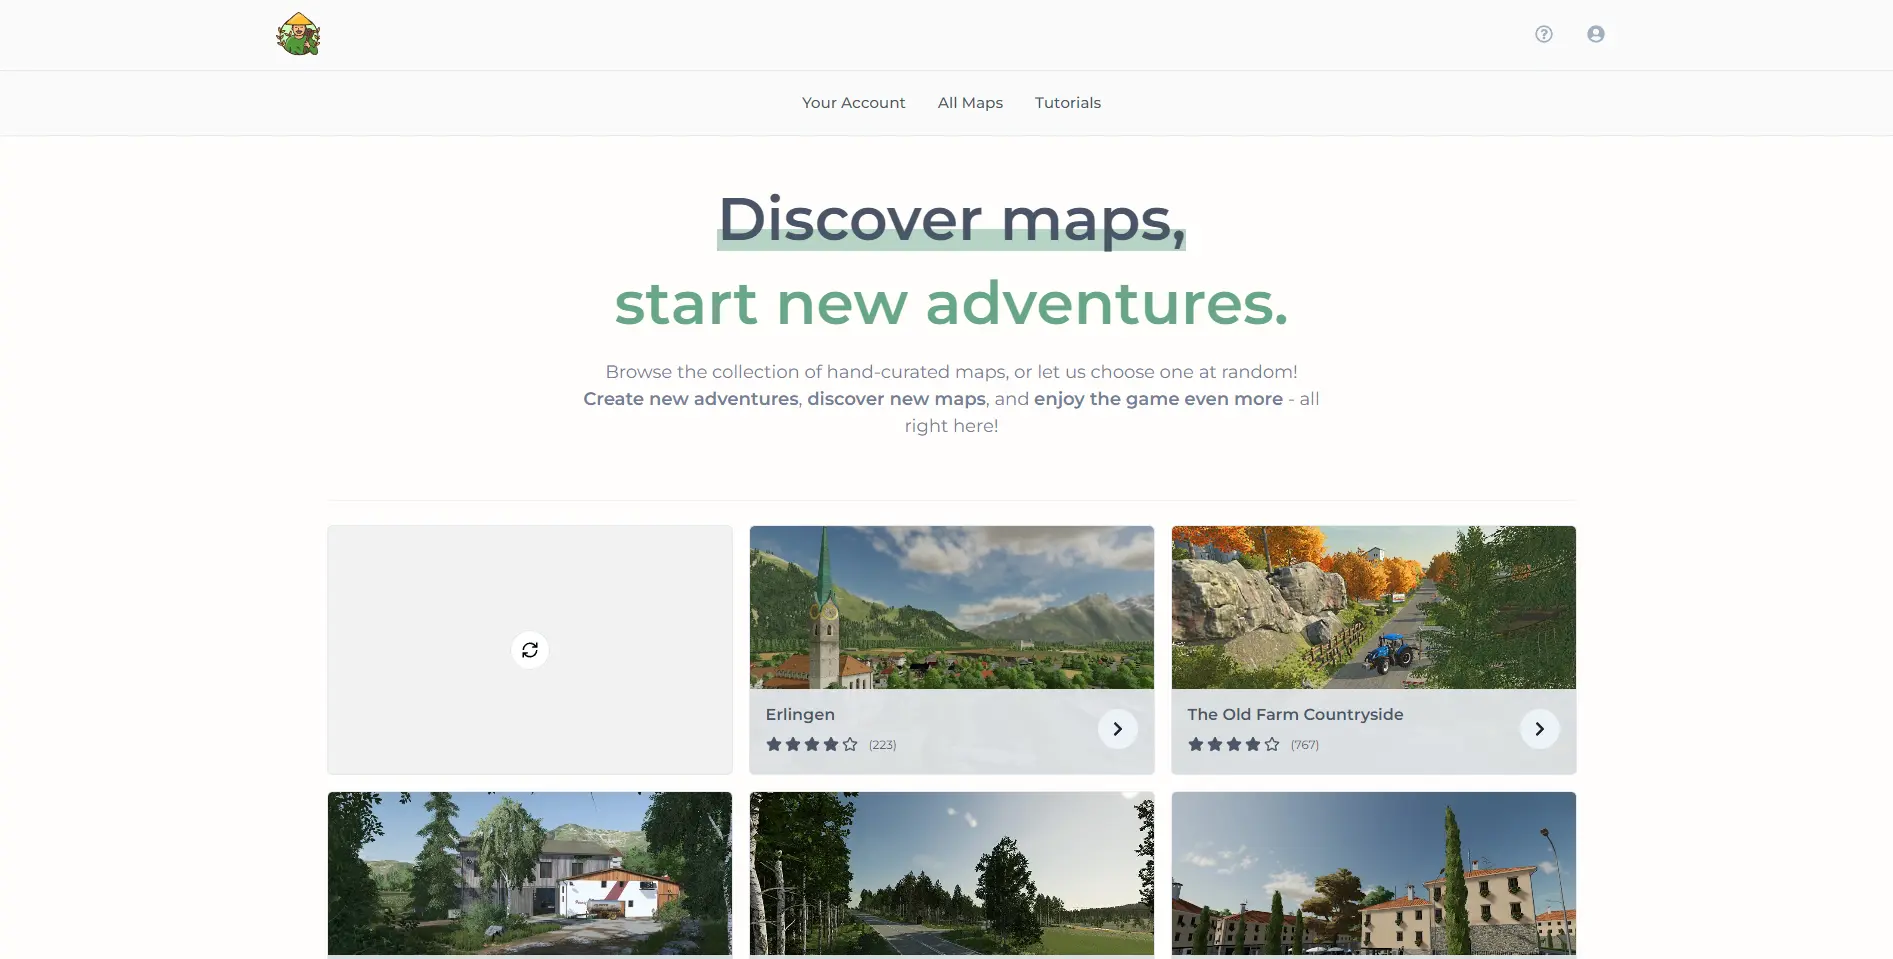 Your Account
All Maps
Tutorials
Discover maps,
start new adventures.
Browse the collection of hand-curated maps, or let us choose one at random!
Create new adventures, discover new maps, and enjoy the game even more - all
right here!
Erlingen
(223)
The Old Farm Countryside
(767)